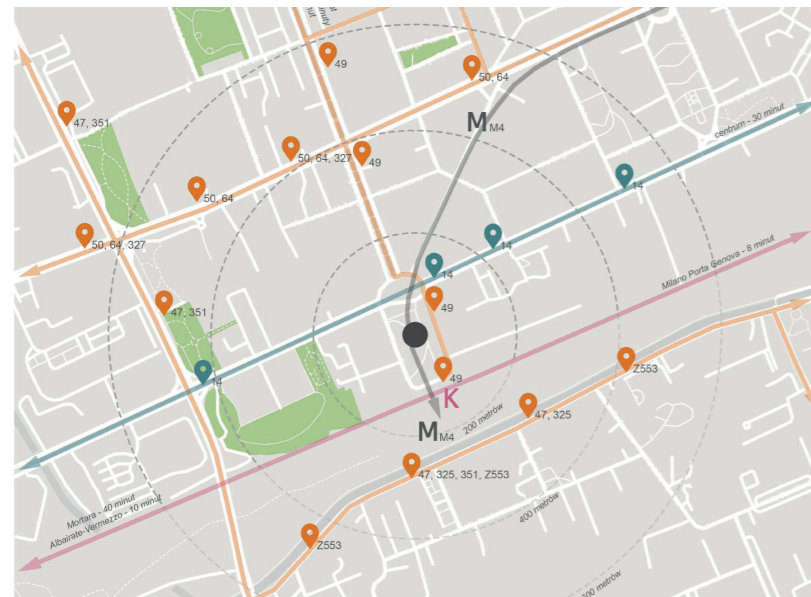 minuty
minut
49
50, 64
47, 351
M M4
centrum - 30 minut
50, 64, 327
49
14
50, 64
50, 64, 327
14
Milano Porta Genova - 8 minut
14
47, 351
49
Z553
14
49
K
47, 325
200 metrów
M M4
47, 325, 351, Z553
Mortara - 40 minut
Albairate-Vermezzo - 10 minut
400 metrów
Z553
600 metrów